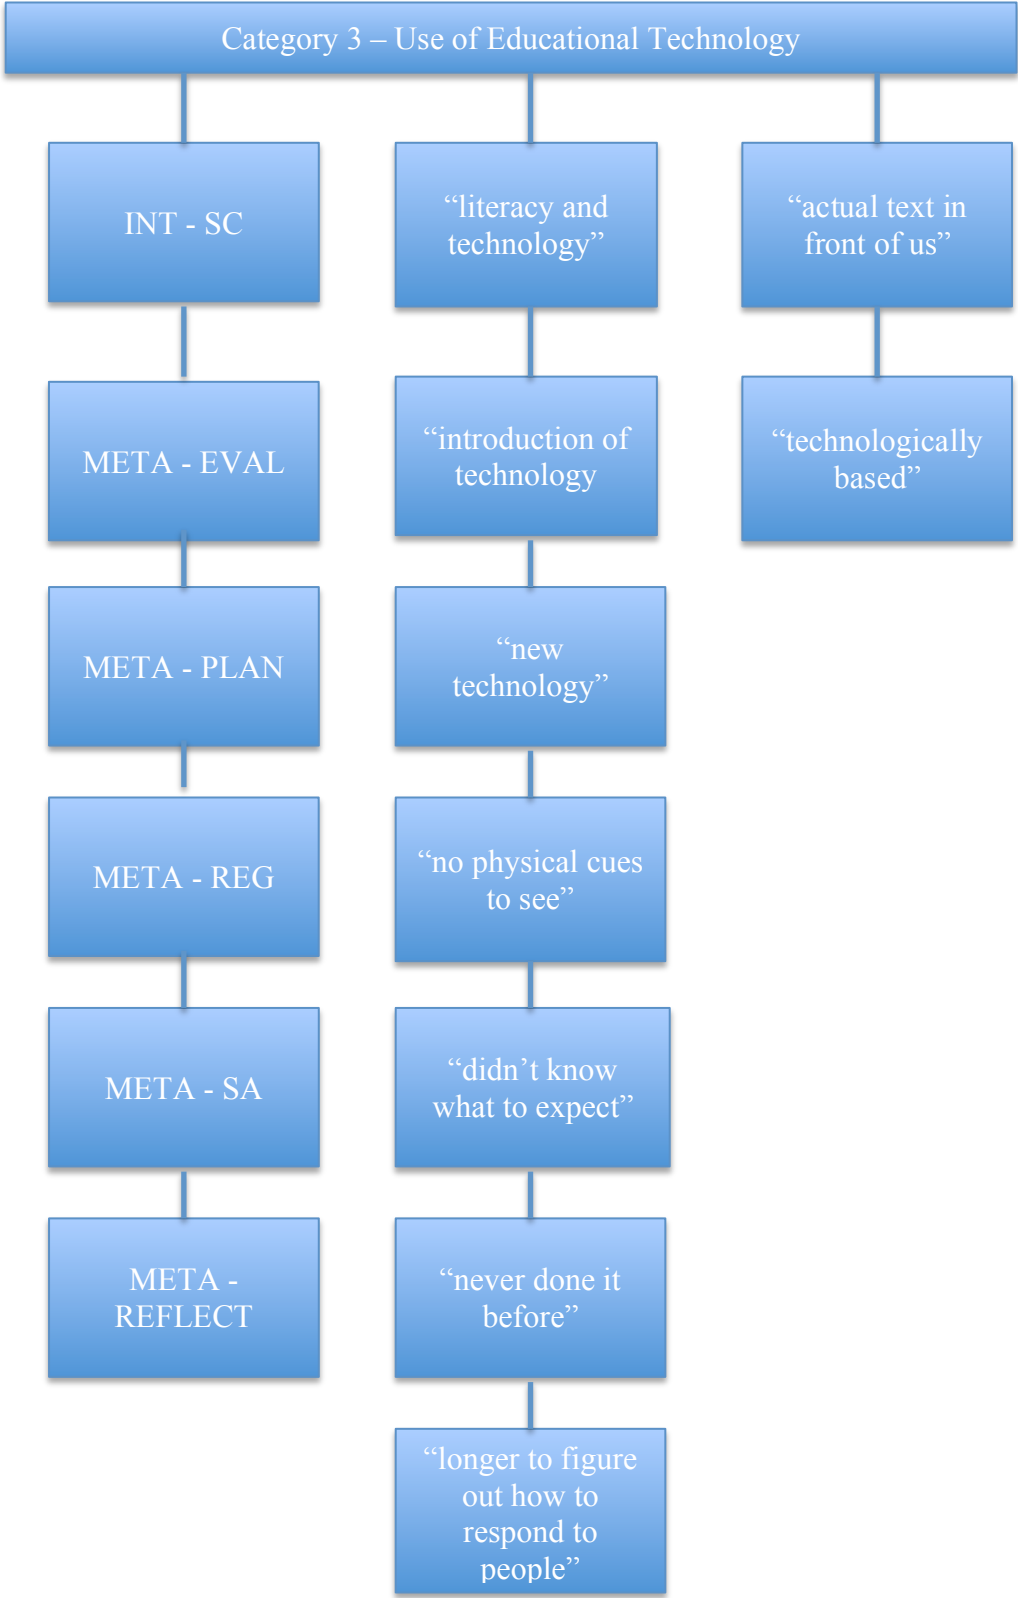 Category 3 – Use of Educational Technology
INT - SC
META - EVAL
META - PLAN
META - REG
META - SA
META -
REFLECT
“literacy and
technology”
“introduction of
technology
“new
technology”
“no physical cues
to see”
“didn’t know
what to expect”
“never done it
before”
“longer to figure
out how to
respond to
people”
“actual text in
front of us”
“technologically
based”